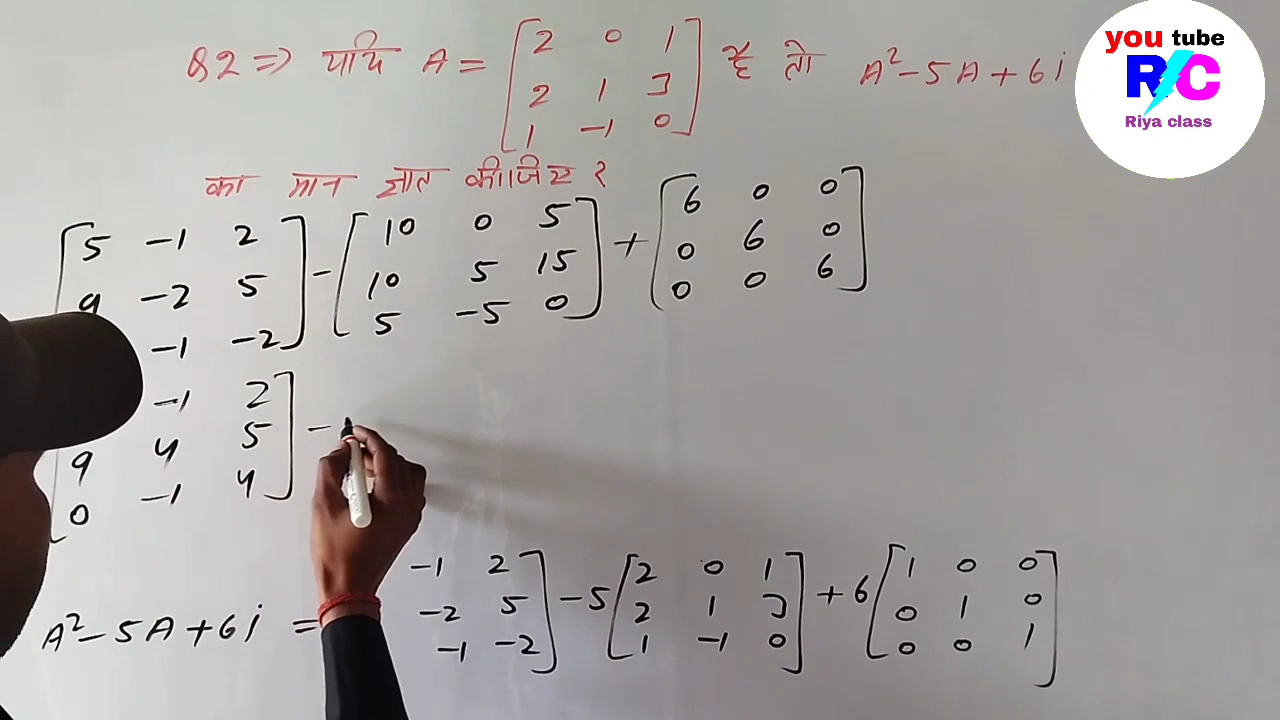 Q2 ⇒ यदि A = [2 0 1; 2 1 3; 1 -1 0] है तो A² - 5A + 6i
का मान ज्ञात कीजिए ?
you tube
R/C
Riya class
[5 -1 2; 9 -2 5; -1 -2] - [10 0 5; 10 5 15; 5 -5 0] + [6 0 0; 0 6 0; 0 0 6]
[-1 2; 9 4 5; 0 -1 4] -
A² - 5A + 6i = -1 2; -2 5; -1 -2] - 5[2 0 1; 2 1 3; 1 -1 0] + 6[1 0 0; 0 1 0; 0 0 1]